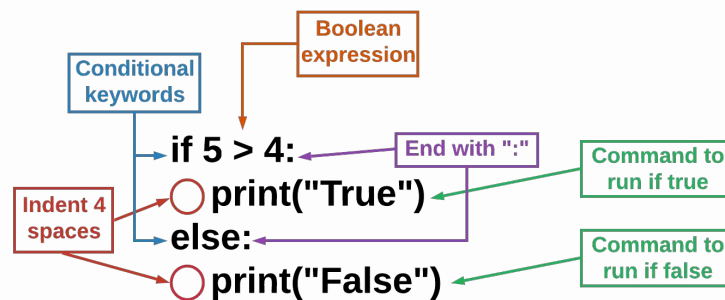 Boolean
expression
Conditional
keywords
if 5 > 4:
End with ":"
Command to
run if true
print("True")
Indent 4
spaces
else:
Command to
run if false
print("False")